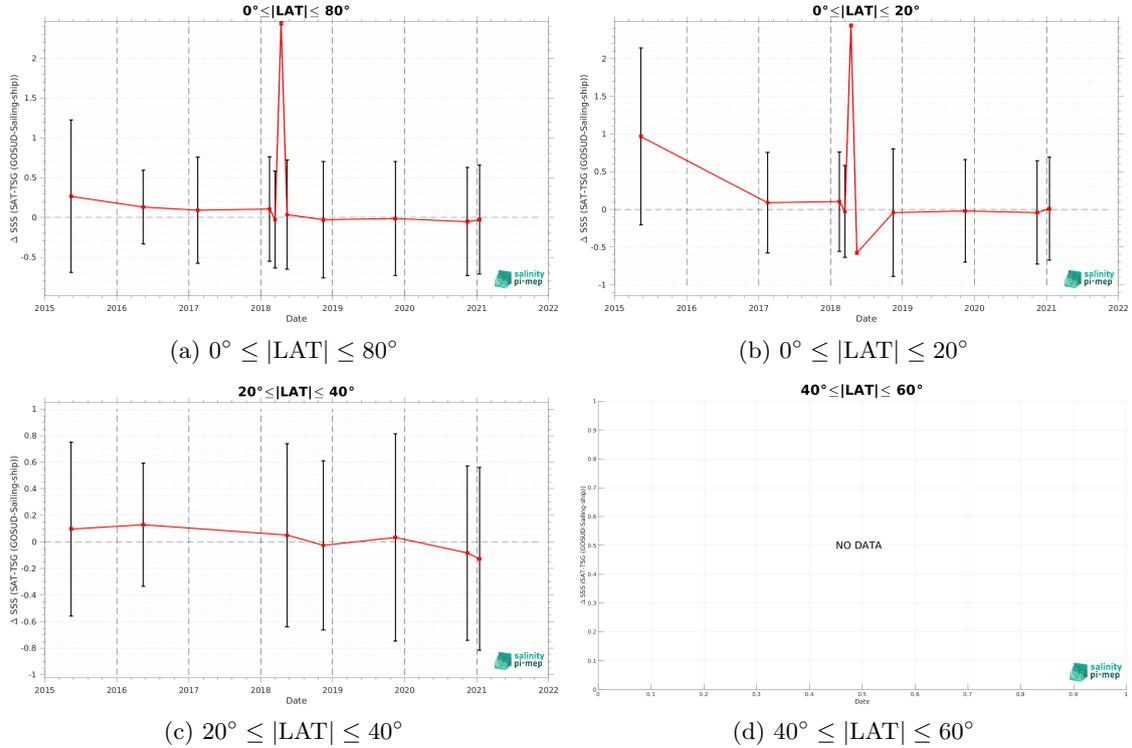 0°≤|LAT|≤ 80°
Δ SSS (SAT-TSG (GOSUD-Sailing-ship))
2
1.5
1
0.5
0
-0.5
2015 2016 2017 2018 2019 2020 2021 2022
Date
salinity
pi-mep
(a) 0° ≤ |LAT| ≤ 80°
0°≤|LAT|≤ 20°
Δ SSS (SAT-TSG (GOSUD-Sailing-ship))
2
1.5
1
0.5
0
-0.5
-1
2015 2016 2017 2018 2019 2020 2021 2022
Date
salinity
pi-mep
(b) 0° ≤ |LAT| ≤ 20°
20°≤|LAT|≤ 40°
Δ SSS (SAT-TSG (GOSUD-Sailing-ship))
1
0.8
0.6
0.4
0.2
0
-0.2
-0.4
-0.6
-0.8
-1
2015 2016 2017 2018 2019 2020 2021 2022
Date
salinity
pi-mep
(c) 20° ≤ |LAT| ≤ 40°
40°≤|LAT|≤ 60°
Δ SSS (SAT-TSG (GOSUD-Sailing-ship))
1
0.9
0.8
0.7
0.6
0.5
0.4
0.3
0.2
0.1
0
NO DATA
0 0.1 0.2 0.3 0.4 0.5 0.6 0.7 0.8 0.9 1
Date
salinity
pi-mep
(d) 40° ≤ |LAT| ≤ 60°